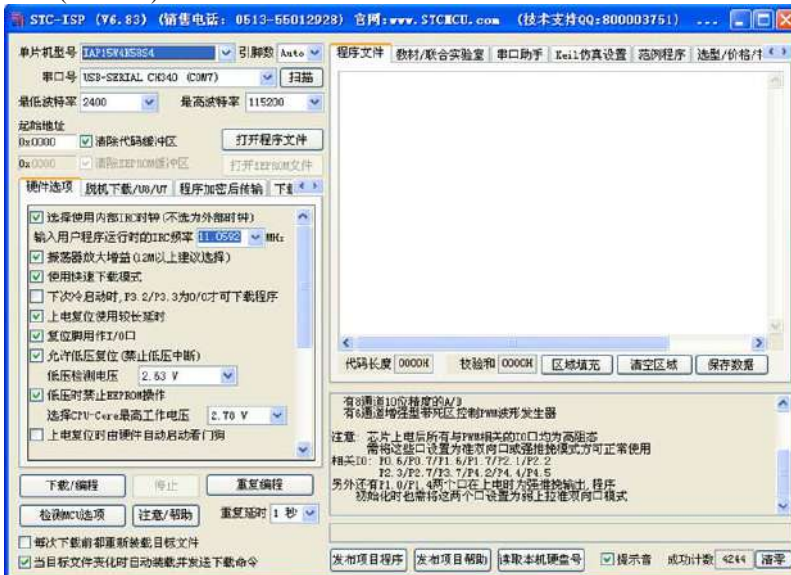 STC-ISP (V6.83) (销售电话: 0513-55012928) 官网:www.STCMCU.com (技术支持QQ:800003751) ...
单片机型号 IAP15W4K58S4 引脚数 Auto
串口号 USB-SERIAL CH340 (COM7) 扫描
最低波特率 2400 最高波特率 115200
起始地址
0x0000 清除代码缓冲区 打开程序文件
0x0000 清除EEPROM缓冲区 打开EEPROM文件
硬件选项 脱机下载/U8/U7 程序加密后传输
选择使用内部IRC时钟(不选为外部时钟)
输入用户程序运行时的IRC频率 11.0592 MHz
振荡器放大增益(12M以上建议选择)
使用快速下载模式
下次冷启动时,P3.2/P3.3为0/0才可下载程序
上电复位使用较长延时
复位脚用作I/O口
允许低压复位(禁止低压中断)
低压检测电压 2.63 V
低压时禁止EEPROM操作
选择CPU-Core最高工作电压 2.70 V
上电复位时由硬件自动启动看门狗
下载/编程 停止 重复编程
检测MCU选项 注意/帮助 重复延时 1 秒
每次下载前都重新装载目标文件
当目标文件变化时自动装载并发送下载命令
程序文件 教材/联合实验室 串口助手 Keil仿真设置 范例程序 选型/价格/
代码长度 0000H 校验和 0000H 区域填充 清空区域 保存数据
有8通道10位精度的A/D
有6通道增强型带死区控制PWM波形发生器
注意: 芯片上电后所有与PWM相关的IO口均为高阻态
需将这些口设置为准双向口或强推挽模式方可正常使用
相关IO: P0.6/P0.7/P1.6/P1.7/P2.1/P2.2
P2.3/P2.7/P3.7/P4.2/P4.4/P4.5
另外还有P1.0/P1.4两个口在上电时为强推挽输出,程序
初始化时也需将这两个口设置为弱上拉准双向口模式
发布项目程序 发布项目帮助 读取本机硬盘号 提示音 成功计数 4244 清零